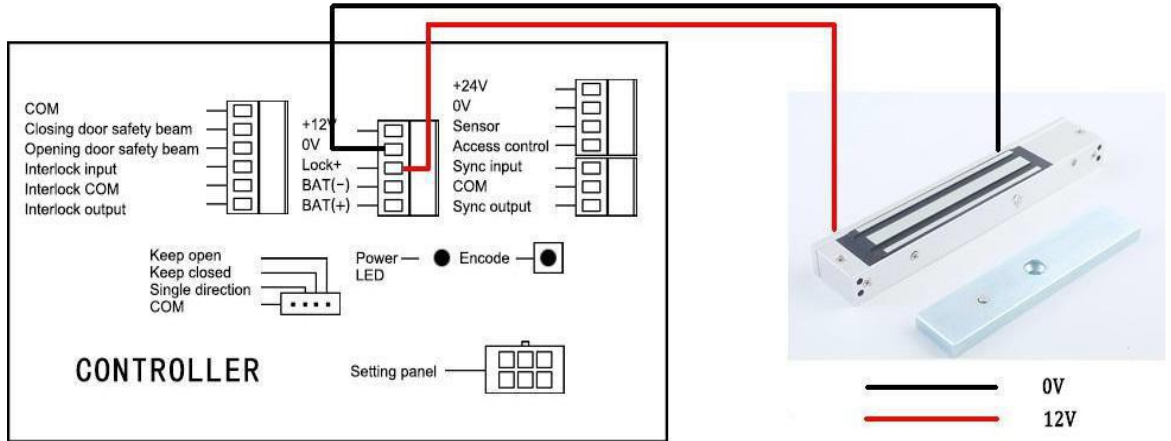 COM
Closing door safety beam
Opening door safety beam
Interlock input
Interlock COM
Interlock output
+12V
0V
Lock+
BAT(-)
BAT(+)
+24V
0V
Sensor
Access control
Sync input
COM
Sync output
Keep open
Keep closed
Single direction
COM
Power
LED
Encode
CONTROLLER
Setting panel
0V
12V